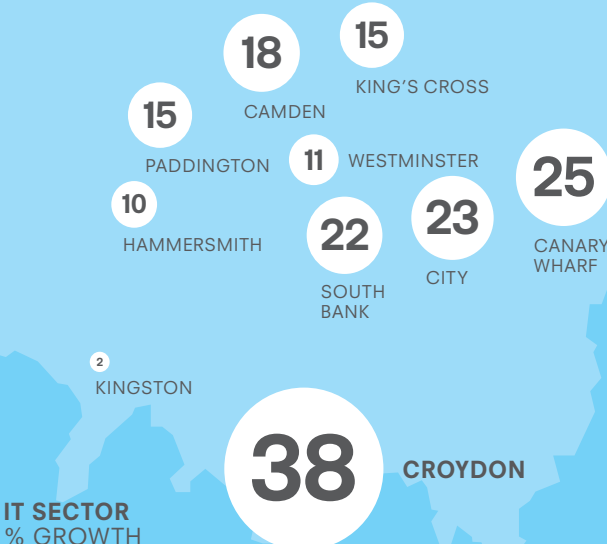 15
KING'S CROSS
18
CAMDEN
15
PADDINGTON
11
WESTMINSTER
25
CANARY
WHARF
10
HAMMERSMITH
22
SOUTH
BANK
23
CITY
2
KINGSTON
38
CROYDON
IT SECTOR
% GROWTH